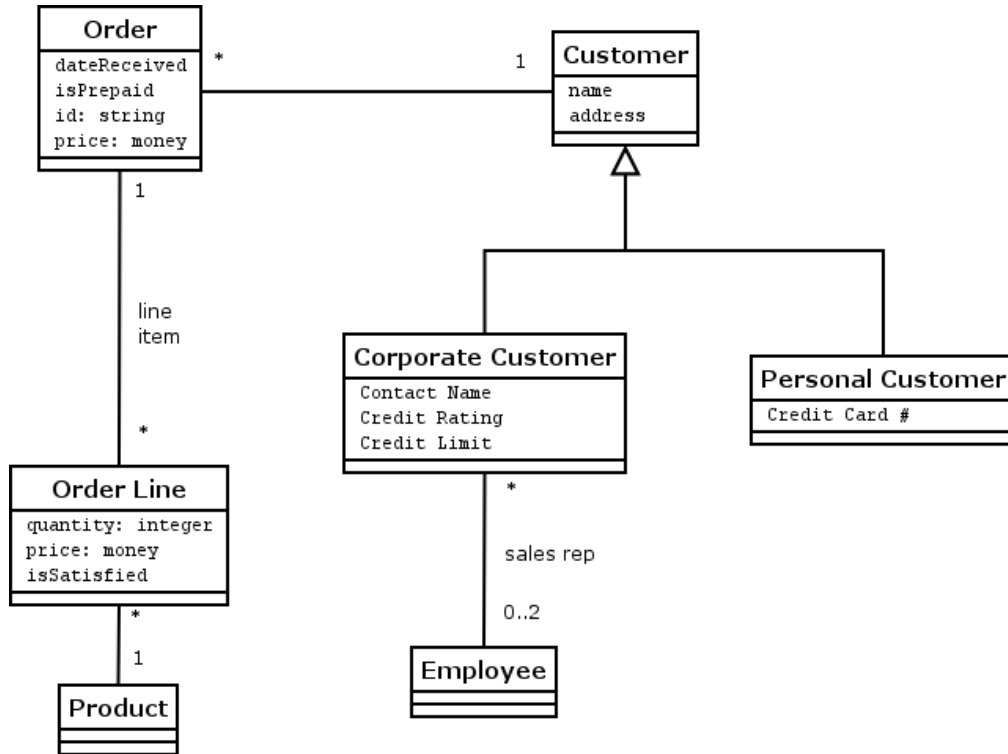 Order
dateReceived
isPrepaid
id: string
price: money
*
1
Customer
name
address
1
line
item
*
Corporate Customer
Contact Name
Credit Rating
Credit Limit
Personal Customer
Credit Card #
Order Line
quantity: integer
price: money
isSatisfied
*
sales rep
0..2
*
1
Employee
Product